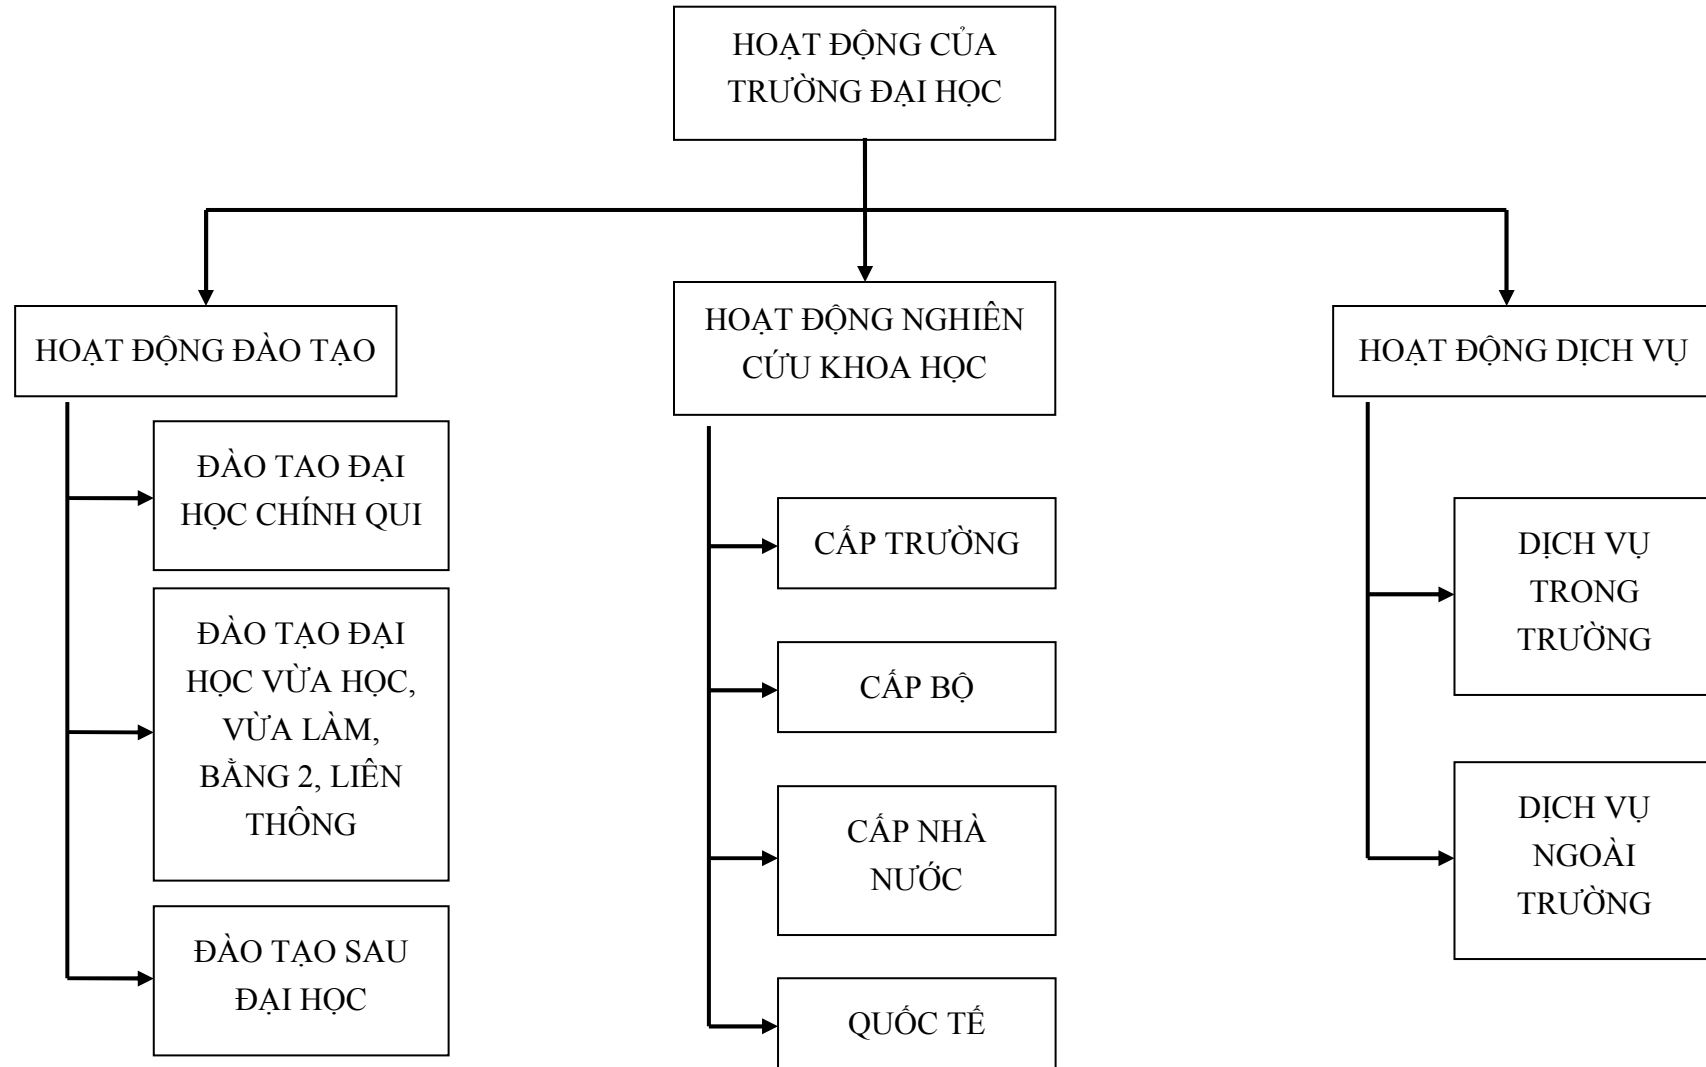 HOẠT ĐỘNG CỦA
TRƯỜNG ĐẠI HỌC
HOẠT ĐỘNG ĐÀO TẠO
HOẠT ĐỘNG NGHIÊN
CỨU KHOA HỌC
HOẠT ĐỘNG DỊCH VỤ
ĐÀO TAO ĐẠI
HỌC CHÍNH QUI
ĐÀO TẠO ĐẠI
HỌC VỪA HỌC,
VỪA LÀM,
BẰNG 2, LIÊN
THÔNG
ĐÀO TẠO SAU
ĐẠI HỌC
CẤP TRƯỜNG
CẤP BỘ
CẤP NHÀ
NƯỚC
QUỐC TẾ
DỊCH VỤ
TRONG
TRƯỜNG
DỊCH VỤ
NGOÀI
TRƯỜNG